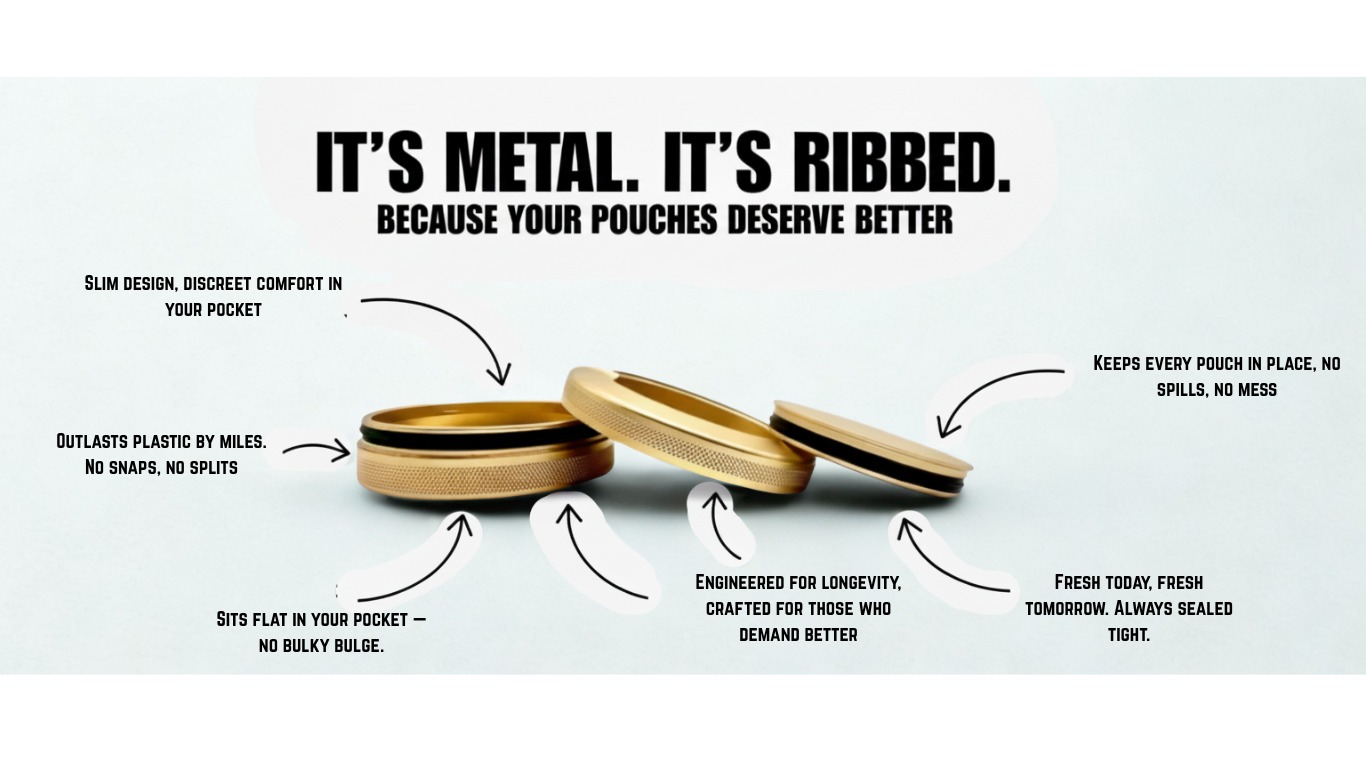 IT'S METAL. IT'S RIBBED.
BECAUSE YOUR POUCHES DESERVE BETTER
Slim design, discreet comfort in
your pocket
Keeps every pouch in place, no
spills, no mess
Outlasts plastic by miles.
No snaps, no splits
Sits flat in your pocket –
no bulky bulge.
Engineered for longevity,
crafted for those who
demand better
Fresh today, fresh
tomorrow. Always sealed
tight.